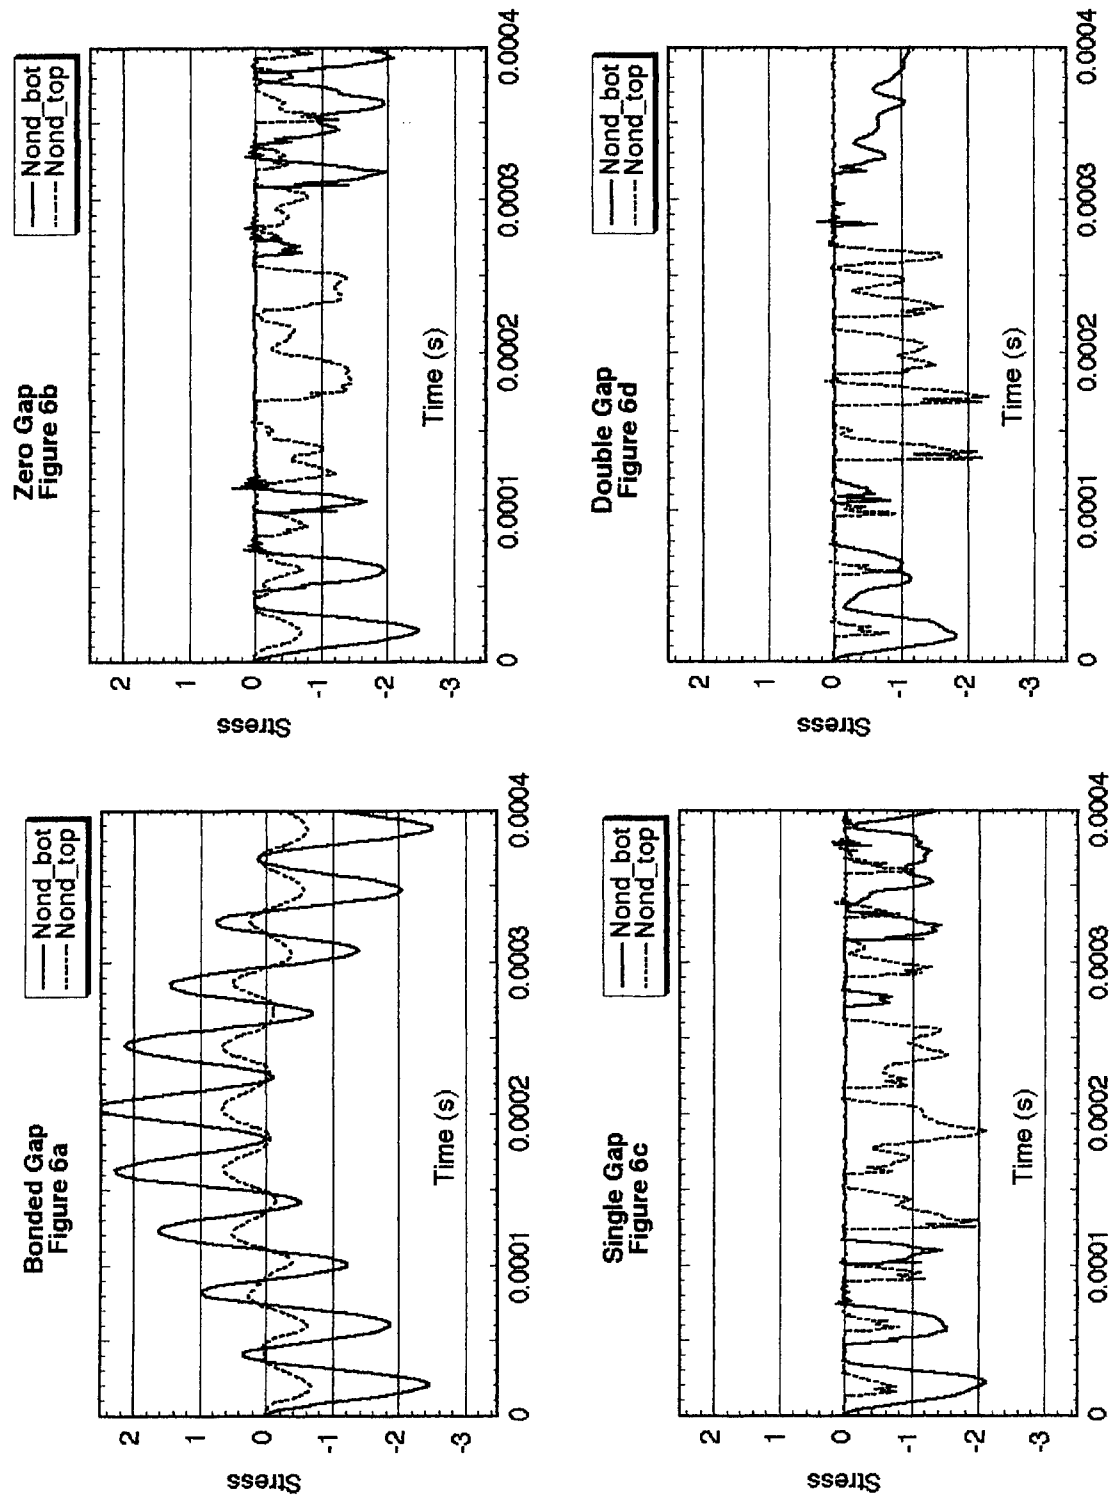 Bonded Gap
Figure 6a
Nond_bot
Nond_top
Stress
2
1
0
-1
-2
-3
0
0.0001
0.0002
0.0003
0.0004
Time (s)
Zero Gap
Figure 6b
Nond_bot
Nond_top
Stress
2
1
0
-1
-2
-3
0
0.0001
0.0002
0.0003
0.0004
Time (s)
Single Gap
Figure 6c
Nond_bot
Nond_top
Stress
2
1
0
-1
-2
-3
0
0.0001
0.0002
0.0003
0.0004
Time (s)
Double Gap
Figure 6d
Nond_bot
Nond_top
Stress
2
1
0
-1
-2
-3
0
0.0001
0.0002
0.0003
0.0004
Time (s)